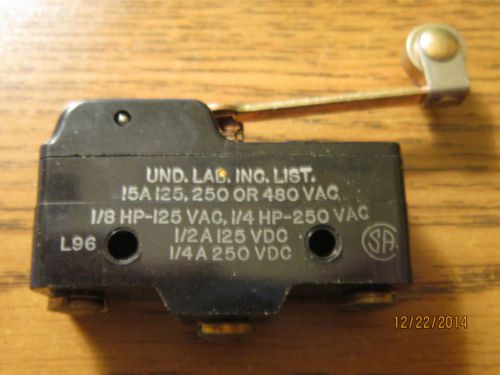 UND. LAB. INC. LIST.
15A 125, 250 OR 480 VAC
1/8 HP-125 VAC, 1/4 HP-250 VAC
1/2 A 125 VDC
L96
1/4 A 250 VDC
SA
12/22/2014